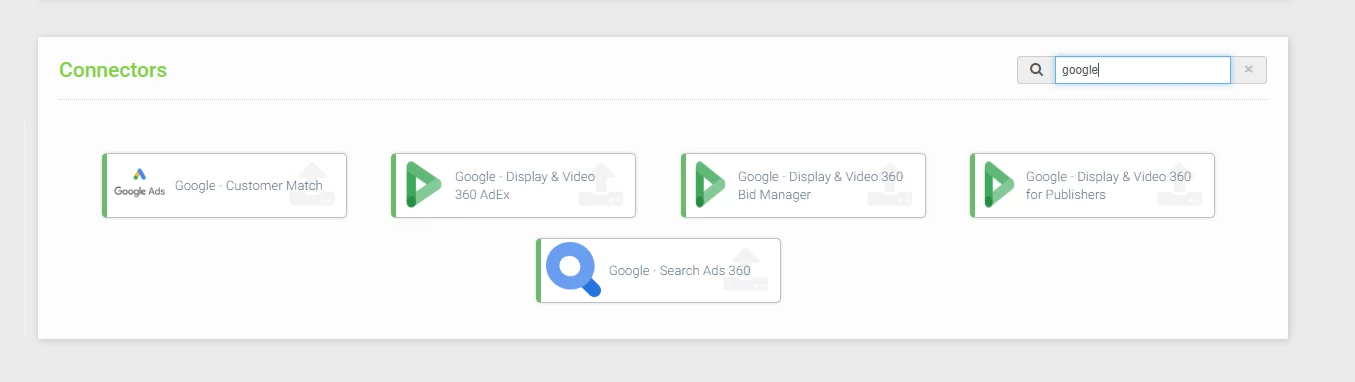 Connectors
google
Google Ads
Google - Customer Match
Google - Display & Video
360 AdEx
Google - Display & Video 360
Bid Manager
Google - Display & Video 360
for Publishers
Google - Search Ads 360